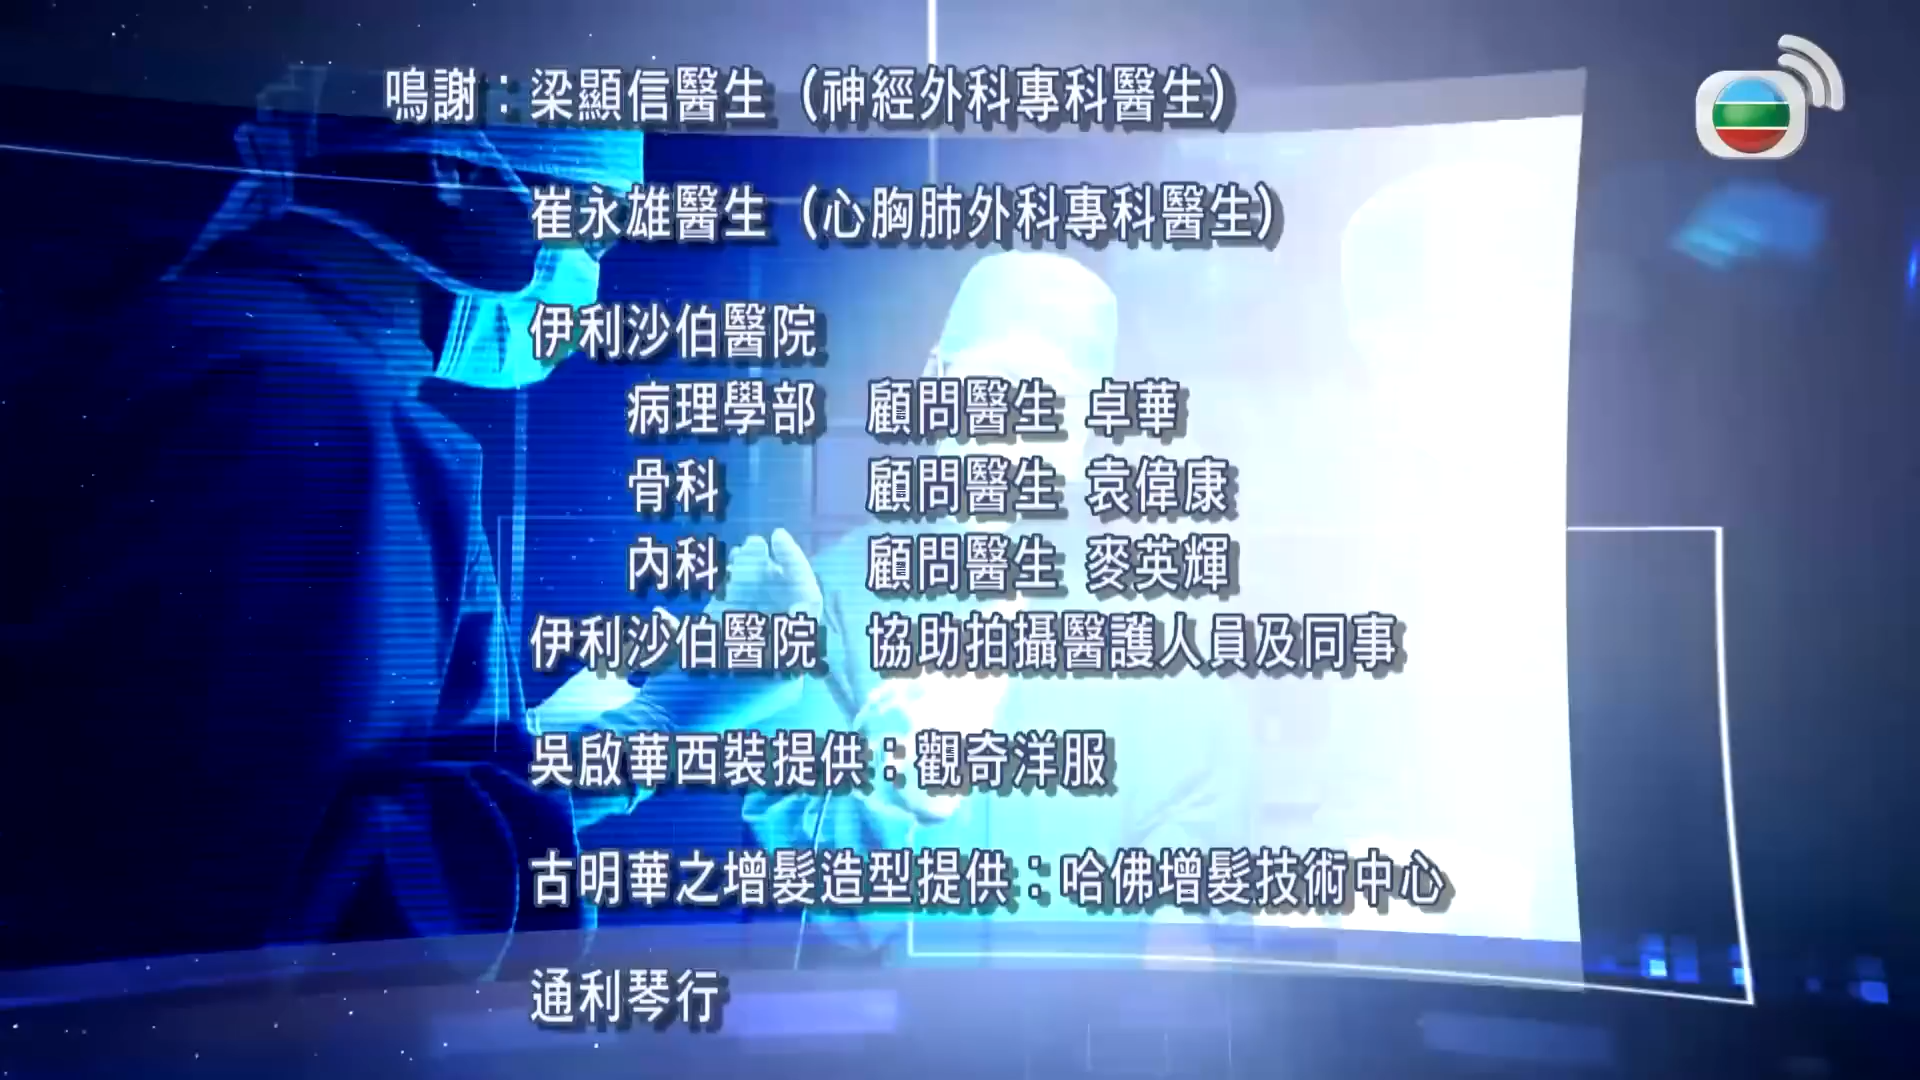 鳴謝：梁顯信醫生（神經外科專科醫生）
崔永雄醫生（心胸肺外科專科醫生）
伊利沙伯醫院
病理學部　顧問醫生 卓華
骨科　顧問醫生 袁偉康
內科　顧問醫生 麥英輝
伊利沙伯醫院　協助拍攝醫護人員及同事
吳啟華西裝提供：觀奇洋服
古明華之增髮造型提供：哈佛增髮技術中心
通利琴行